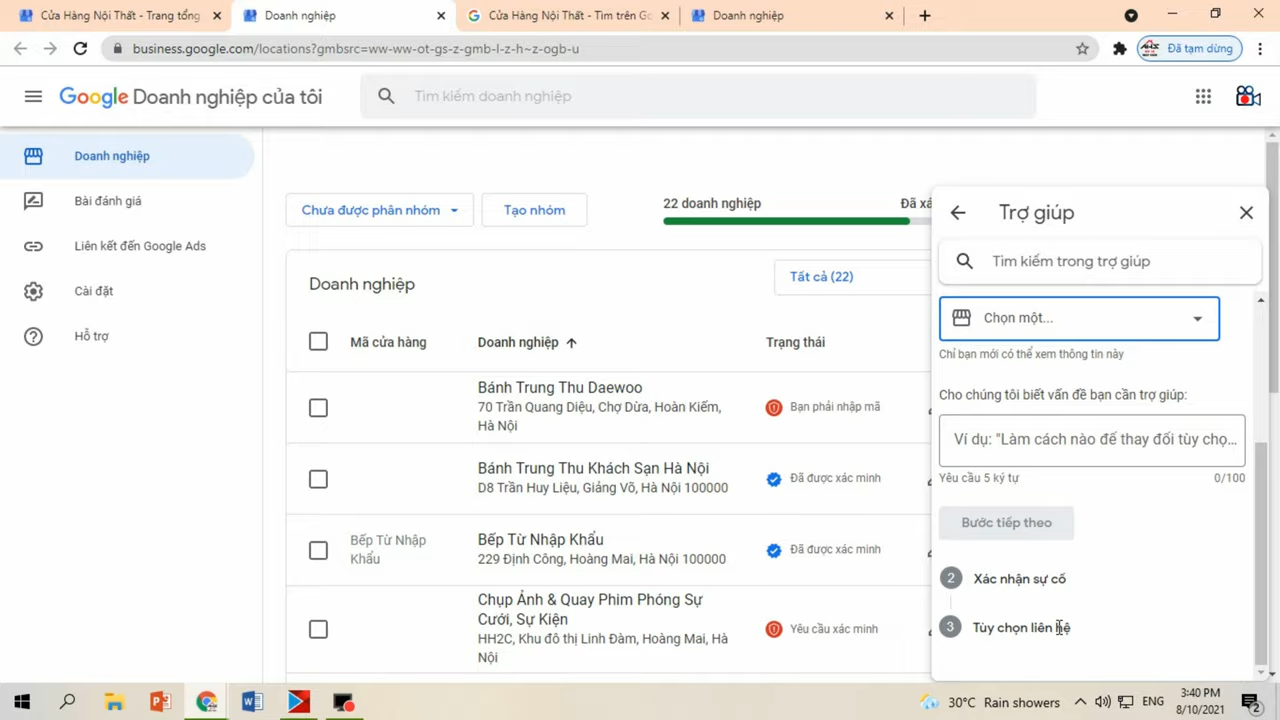 Cửa Hàng Nội Thất - Trang tổng
Doanh nghiệp
Cửa Hàng Nội Thất - Tìm trên Go
Doanh nghiệp
business.google.com/locations?gmbsrc=ww-ww-ot-gs-z-gmb-l-z-h~z-ogb-u
Đã tạm dừng
Google Doanh nghiệp của tôi
Tìm kiếm doanh nghiệp
Doanh nghiệp
Bài đánh giá
Liên kết đến Google Ads
Cài đặt
Hỗ trợ
Chưa được phân nhóm
Tạo nhóm
22 doanh nghiệp
Đã xá
Doanh nghiệp
Tất cả (22)
Mã cửa hàng
Doanh nghiệp
Trạng thái
Bánh Trung Thu Daewoo
70 Trần Quang Diệu, Chợ Dừa, Hoàn Kiếm,
Hà Nội
Bạn phải nhập mã
Bánh Trung Thu Khách Sạn Hà Nội
D8 Trần Huy Liệu, Giảng Võ, Hà Nội 100000
Đã được xác minh
Bếp Từ Nhập
Khẩu
Bếp Từ Nhập Khẩu
229 Định Công, Hoàng Mai, Hà Nội 100000
Đã được xác minh
Chụp Ảnh & Quay Phim Phóng Sự
Cưới, Sự Kiện
HH2C, Khu đô thị Linh Đàm, Hoàng Mai, Hà
Nội
Yêu cầu xác minh
Trợ giúp
Tìm kiếm trong trợ giúp
Chọn một...
Chỉ bạn mới có thể xem thông tin này
Cho chúng tôi biết vấn đề bạn cần trợ giúp:
Ví dụ: "Làm cách nào để thay đổi tùy chọ...
Yêu cầu 5 ký tự
0/100
Bước tiếp theo
2 Xác nhận sự cố
3 Tùy chọn liên hệ
30°C Rain showers
ENG
3:40 PM
8/10/2021
2